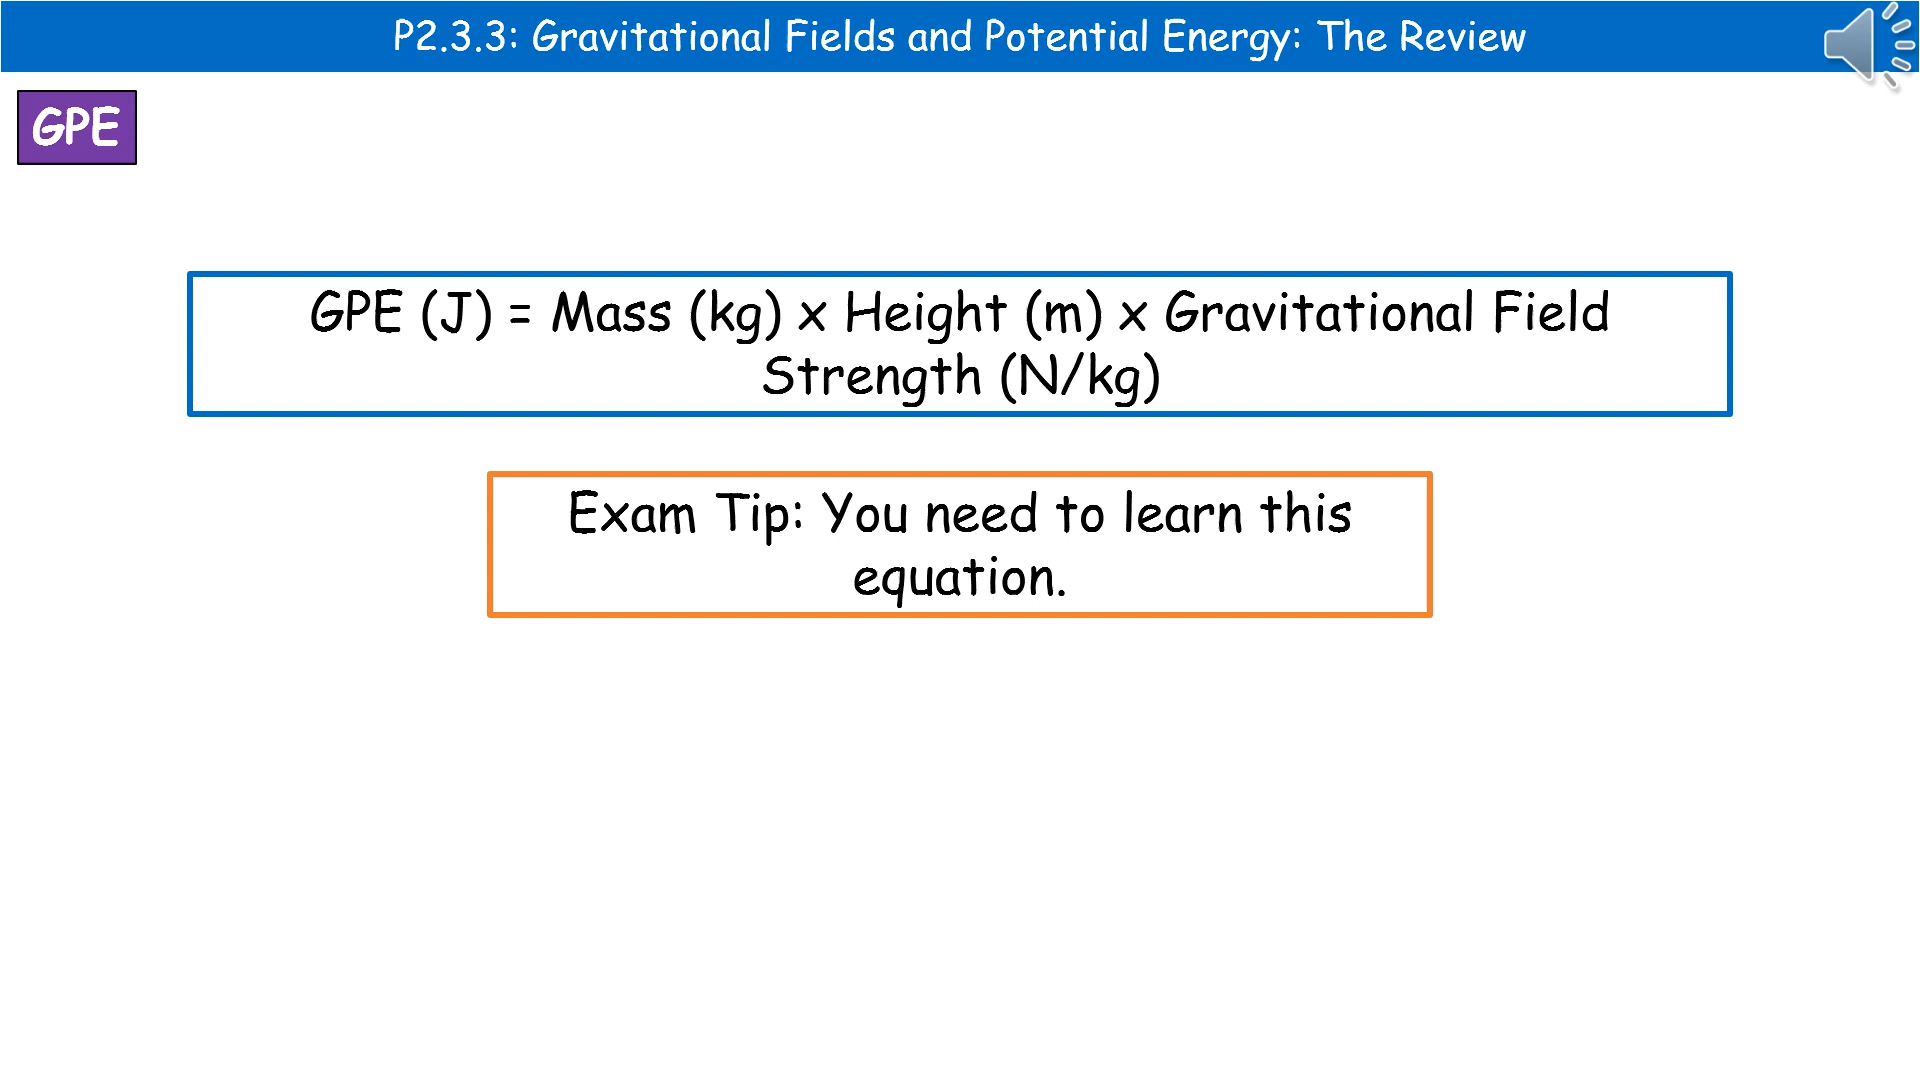 P2.3.3: Gravitational Fields and Potential Energy: The Review
GPE
GPE (J) = Mass (kg) x Height (m) x Gravitational Field
Strength (N/kg)
Exam Tip: You need to learn this
equation.